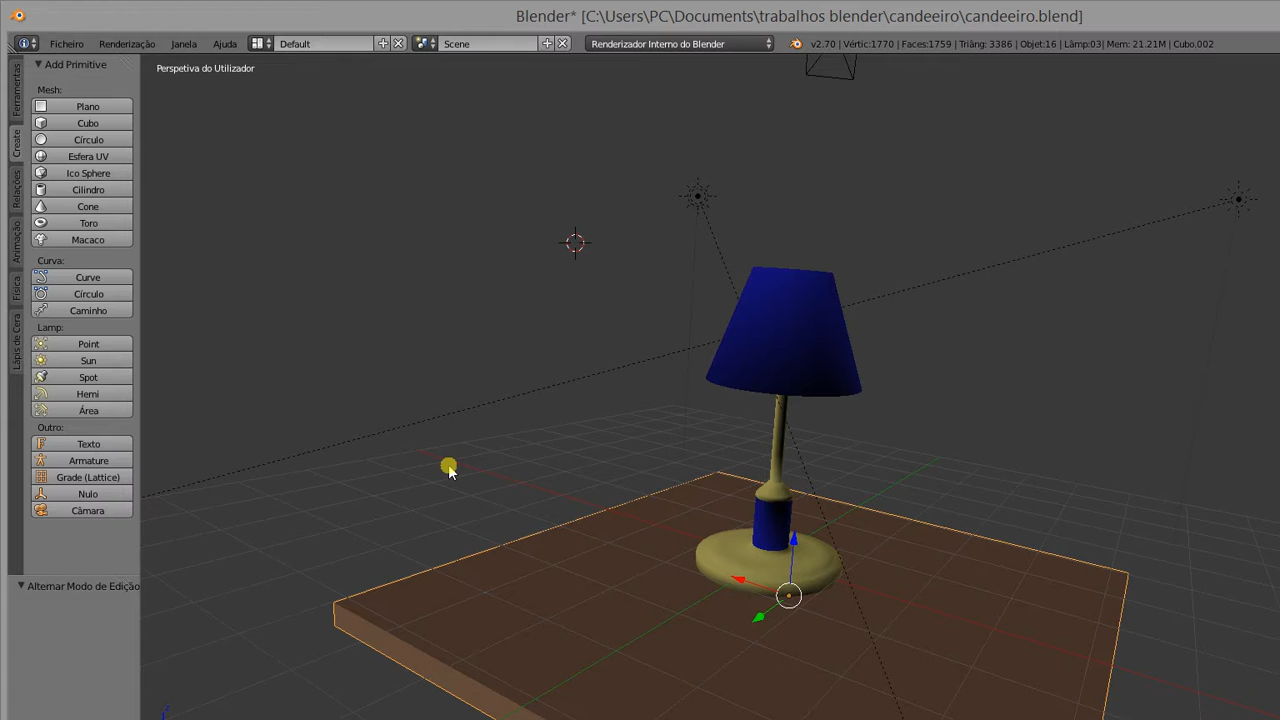 Blender* [C:\Users\PC\Documents\trabalhos blender\candeeiro\candeeiro.blend]
Ficheiro Renderização Janela Ajuda Default Scene Renderizador Interno do Blender v2.70 | Vértic:1770 | Faces:1759 | Triâng: 3386 | Objet:16 | Lâmp:03| Mem: 21.21M | Cubo.002
Add Primitive
Perspetiva do Utilizador
Mesh:
Plano
Cubo
Círculo
Esfera UV
Ico Sphere
Cilindro
Cone
Toro
Macaco
Curva:
Curve
Círculo
Caminho
Lamp:
Point
Sun
Spot
Hemi
Área
Outro:
Texto
Armature
Grade (Lattice)
Nulo
Câmara
Alternar Modo de Edição
Ferramentas
Create
Relações
Animação
Física
Lápis de Cera